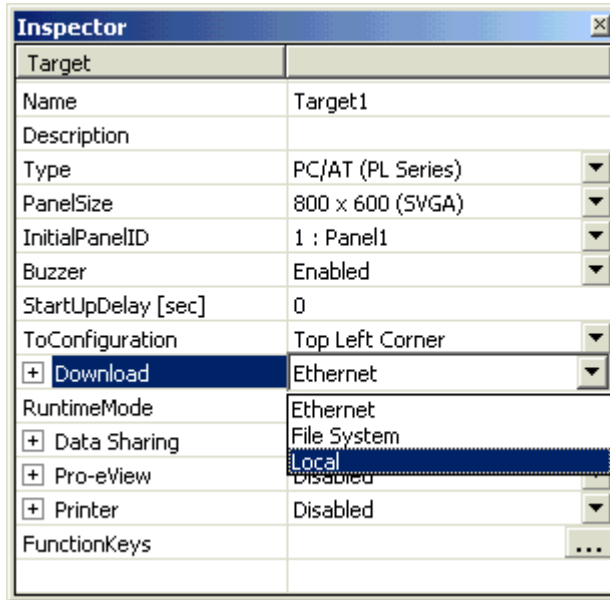 Inspector
Target
Name Target1
Description
Type PC/AT (PL Series)
PanelSize 800 x 600 (SVGA)
InitialPanelID 1 : Panel1
Buzzer Enabled
StartUpDelay [sec] 0
ToConfiguration Top Left Corner
Download Ethernet
RuntimeMode Ethernet
Data Sharing File System
Local
Pro-eView Disabled
Printer Disabled
FunctionKeys ...